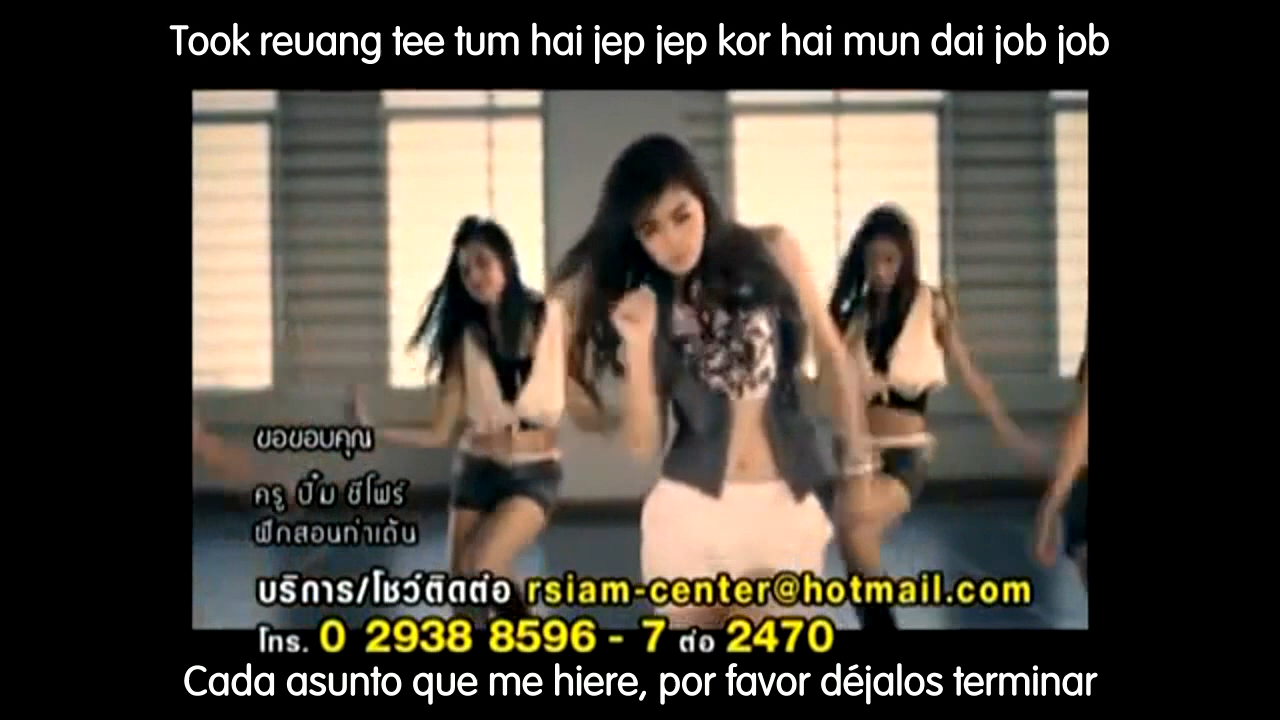 Took reuang tee tum hai jep jep kor hai mun dai job job
ขอขอบคุณ
ครู ปิ๋ม ซีโฟร์
ฝึกสอนท่าเต้น
บริการ/โชว์ติดต่อ rsiam-center@hotmail.com
โทร. 0 2938 8596 - 7 ต่อ 2470
Cada asunto que me hiere, por favor déjalos terminar